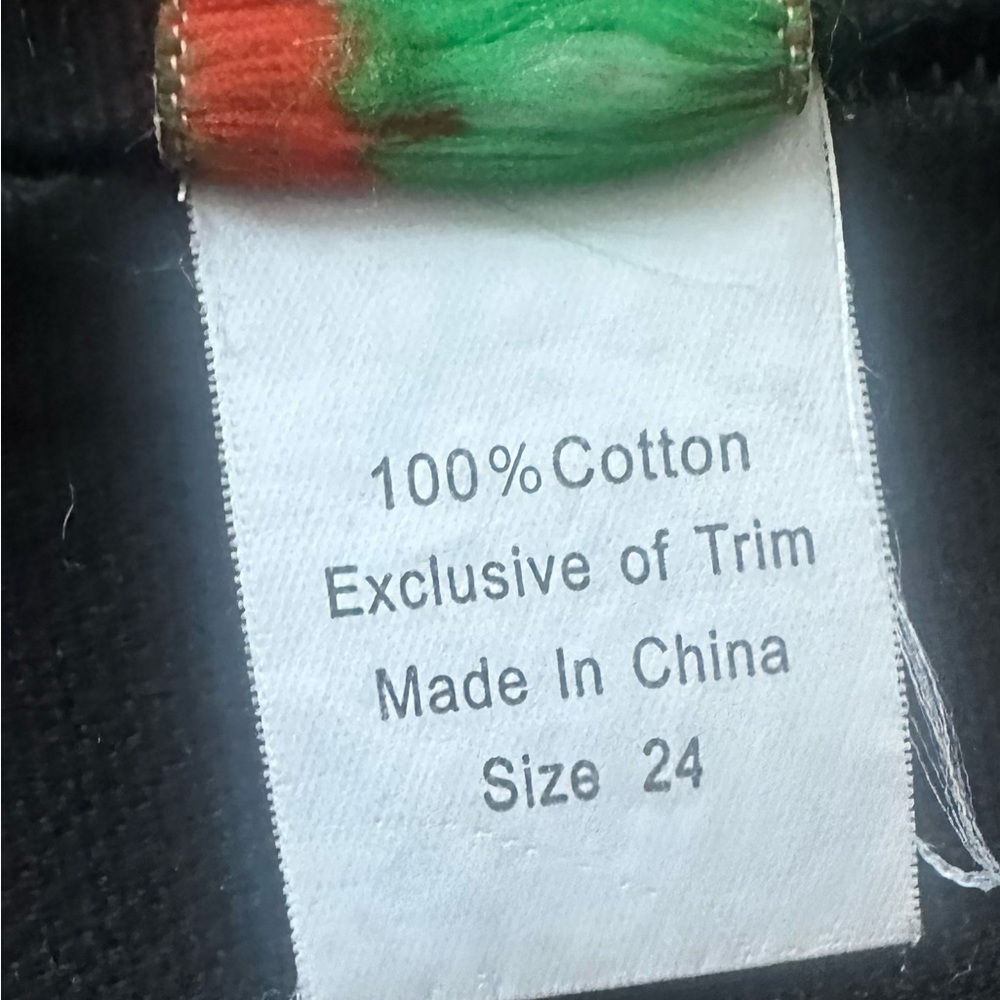 100% Cotton
Exclusive of Trim
Made In China
Size 24